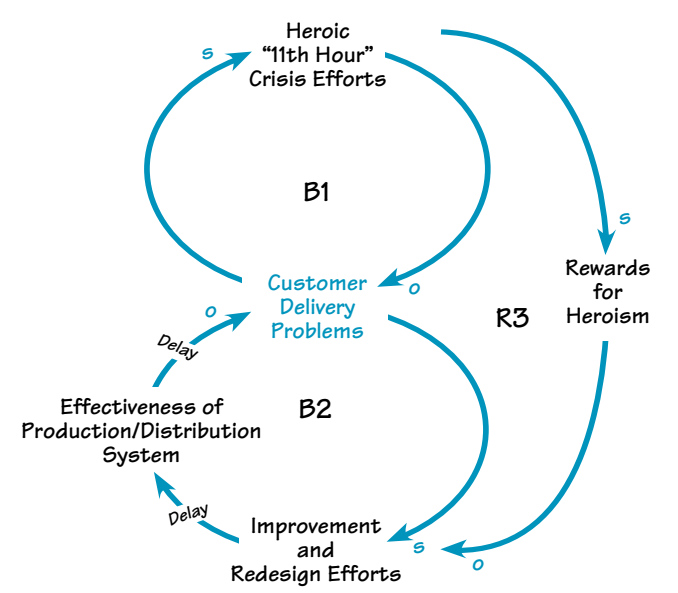 Heroic
“11th Hour”
Crisis Efforts
s
B1
s
Rewards
for
Heroism
Customer
Delivery
Problems
o
o
R3
Delay
B2
Effectiveness of
Production/Distribution
System
Delay
Improvement
and
Redesign Efforts
s
o